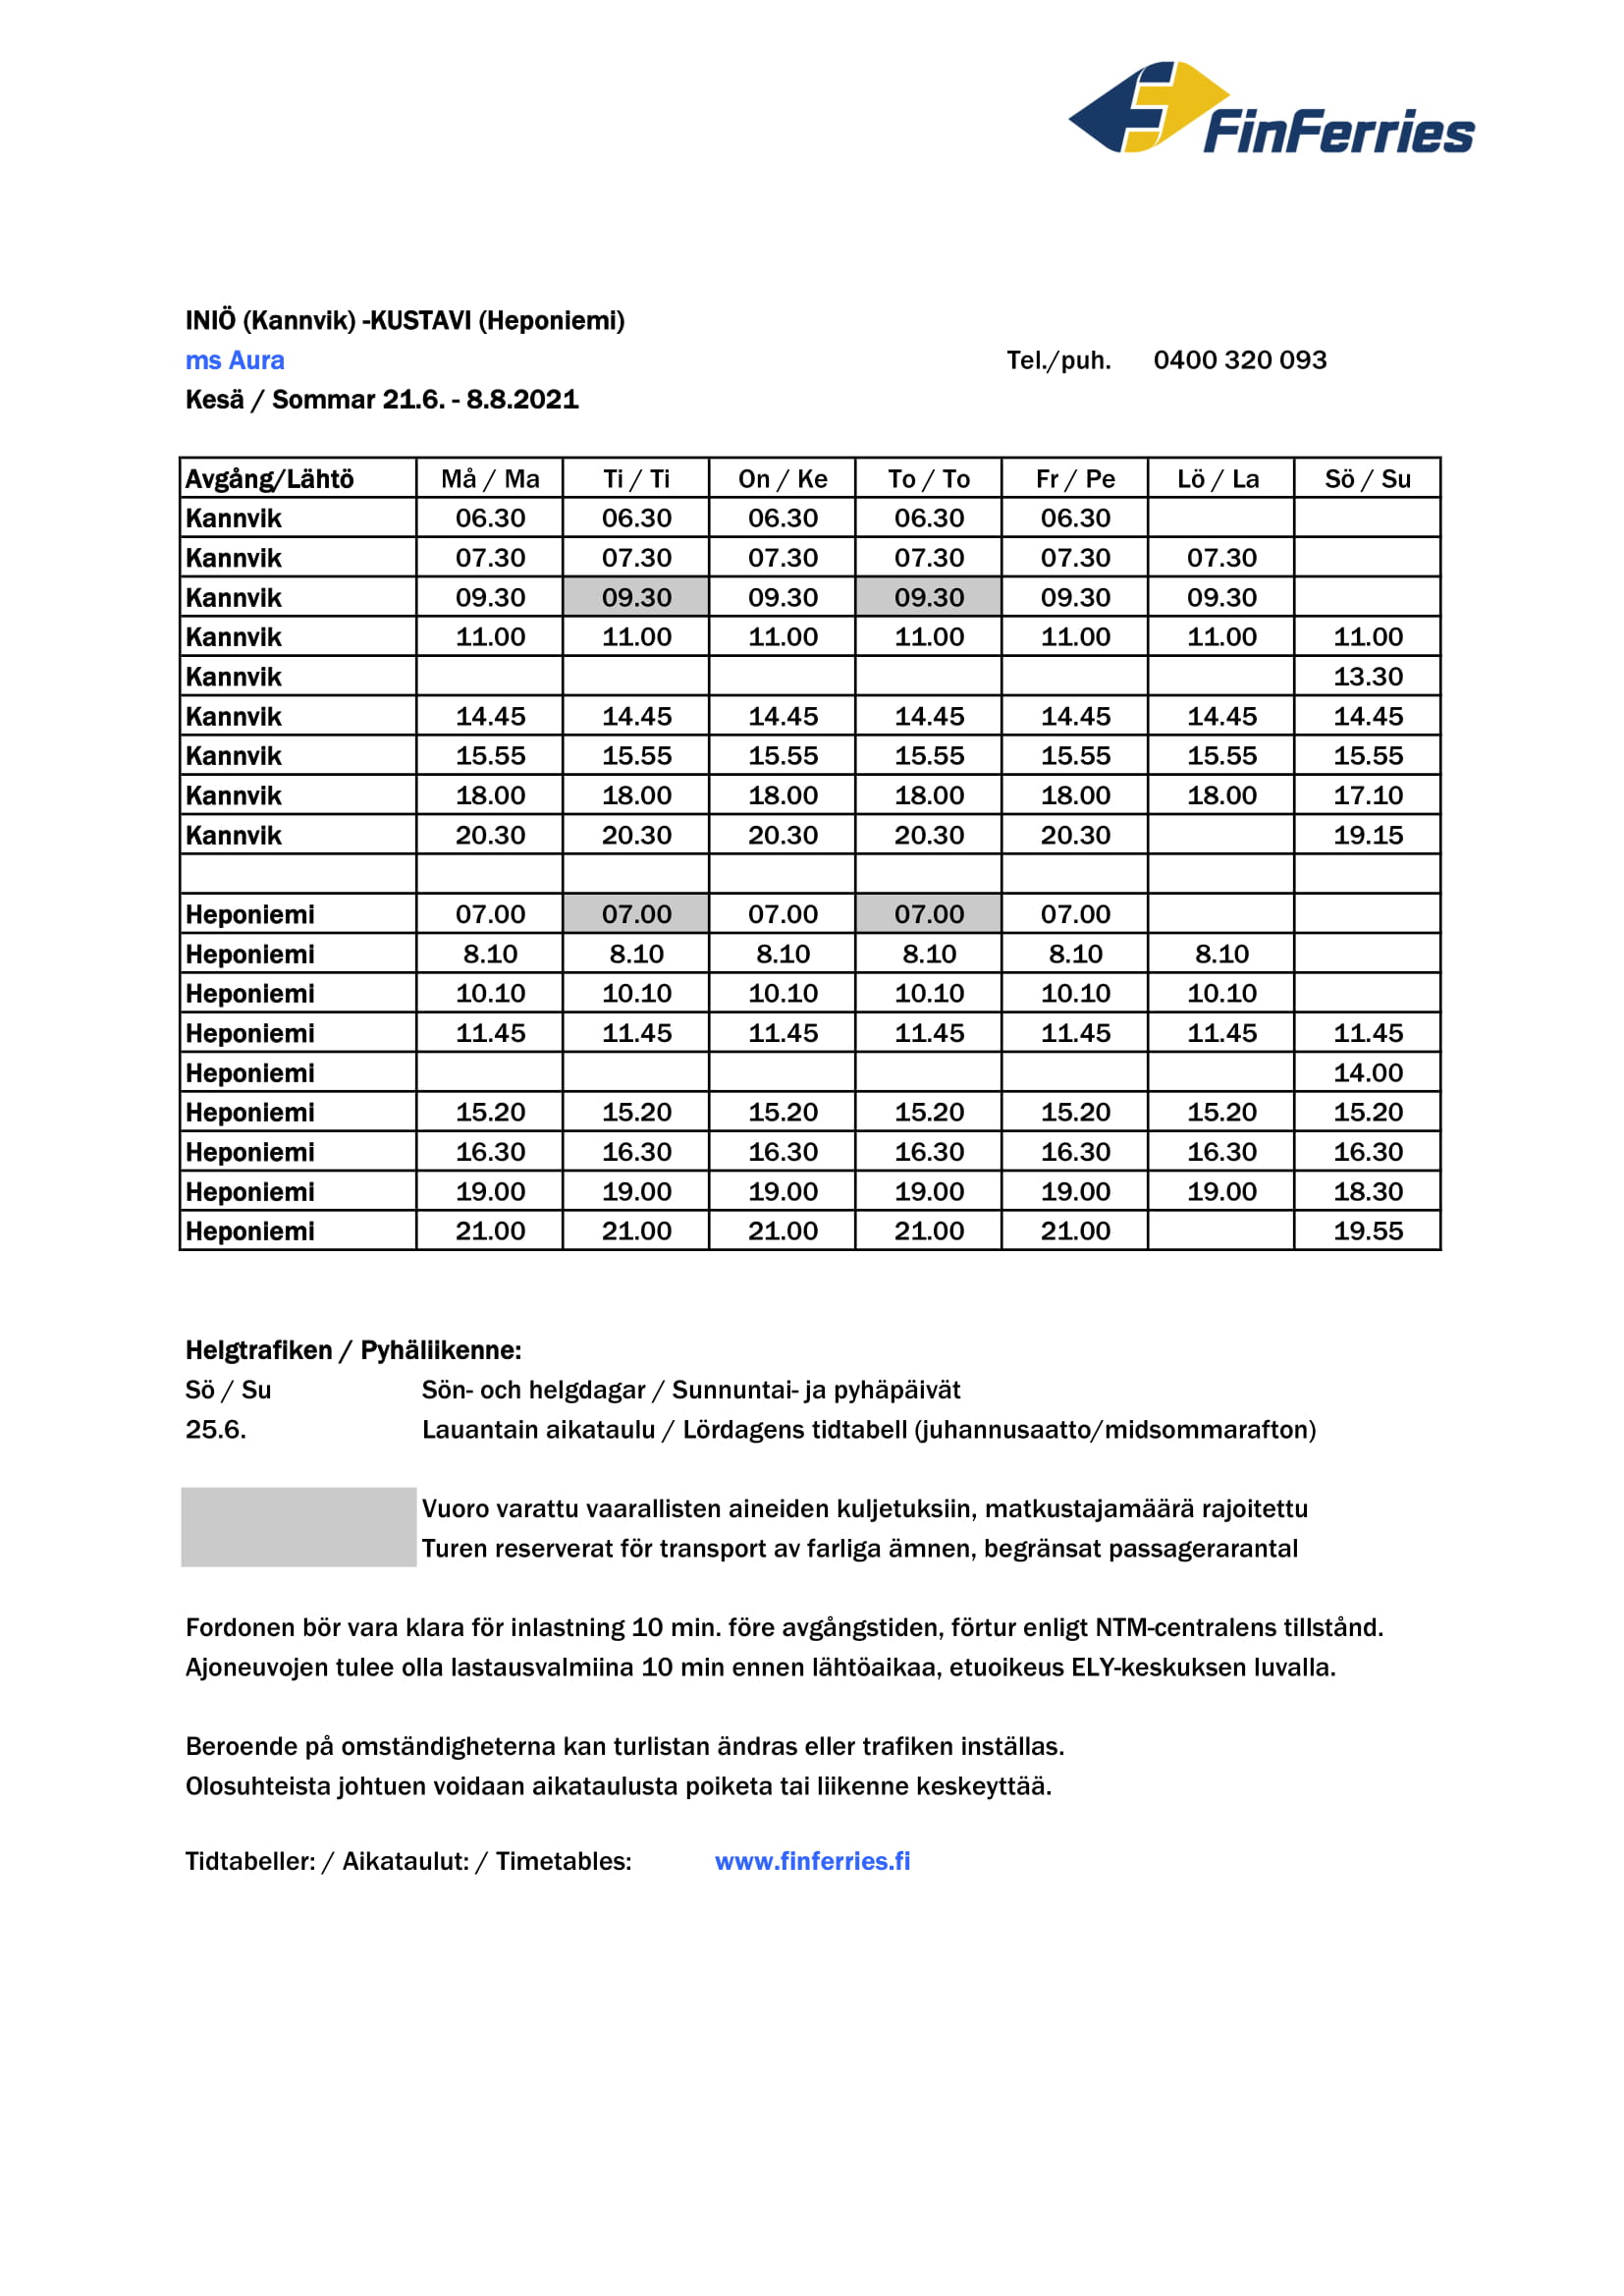 FinFerries
INIÖ (Kannvik) -KUSTAVI (Heponiemi)
ms Aura Tel./puh. 0400 320 093
Kesä / Sommar 21.6. - 8.8.2021
Avgång/Lähtö Må / Ma Ti / Ti On / Ke To / To Fr / Pe Lö / La Sö / Su
Kannvik 06.30 06.30 06.30 06.30 06.30
Kannvik 07.30 07.30 07.30 07.30 07.30 07.30
Kannvik 09.30 09.30 09.30 09.30 09.30 09.30
Kannvik 11.00 11.00 11.00 11.00 11.00 11.00 11.00
Kannvik 13.30
Kannvik 14.45 14.45 14.45 14.45 14.45 14.45 14.45
Kannvik 15.55 15.55 15.55 15.55 15.55 15.55 15.55
Kannvik 18.00 18.00 18.00 18.00 18.00 18.00 17.10
Kannvik 20.30 20.30 20.30 20.30 20.30 19.15
Heponiemi 07.00 07.00 07.00 07.00 07.00
Heponiemi 8.10 8.10 8.10 8.10 8.10 8.10
Heponiemi 10.10 10.10 10.10 10.10 10.10 10.10
Heponiemi 11.45 11.45 11.45 11.45 11.45 11.45 11.45
Heponiemi 14.00
Heponiemi 15.20 15.20 15.20 15.20 15.20 15.20 15.20
Heponiemi 16.30 16.30 16.30 16.30 16.30 16.30 16.30
Heponiemi 19.00 19.00 19.00 19.00 19.00 19.00 18.30
Heponiemi 21.00 21.00 21.00 21.00 21.00 19.55
Helgtrafiken / Pyhäliikenne:
Sö / Su Sön- och helgdagar / Sunnuntai- ja pyhäpäivät
25.6. Lauantain aikataulu / Lördagens tidtabell (juhannusaatto/midsommarafton)
Vuoro varattu vaarallisten aineiden kuljetuksiin, matkustajamäärä rajoitettu
Turen reserverat för transport av farliga ämnen, begränsat passagerarantal
Fordonen bör vara klara för inlastning 10 min. före avgångstiden, förtur enligt NTM-centralens tillstånd.
Ajoneuvojen tulee olla lastausvalmiina 10 min ennen lähtöaikaa, etuoikeus ELY-keskuksen luvalla.
Beroende på omständigheterna kan turlistan ändras eller trafiken inställas.
Olosuhteista johtuen voidaan aikataulusta poiketa tai liikenne keskeyttää.
Tidtabeller: / Aikataulut: / Timetables: www.finferries.fi